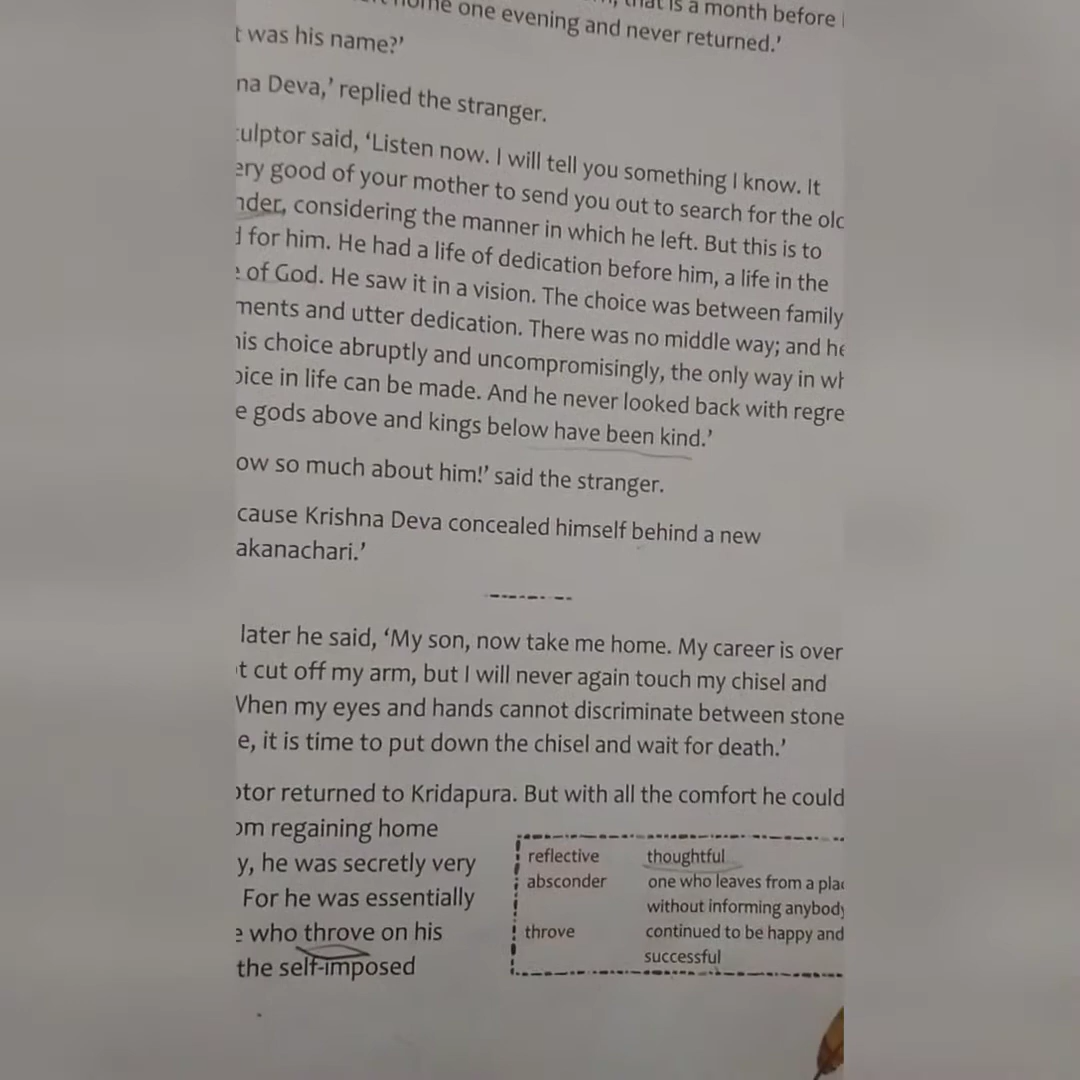 that is a month before
home one evening and never returned.'
was his name?'
na Deva,' replied the stranger.
ulptor said, 'Listen now. I will tell you something I know. It
ery good of your mother to send you out to search for the old
nder, considering the manner in which he left. But this is to
for him. He had a life of dedication before him, a life in the
of God. He saw it in a vision. The choice was between family
ments and utter dedication. There was no middle way; and he
his choice abruptly and uncompromisingly, the only way in wh
oice in life can be made. And he never looked back with regre
e gods above and kings below have been kind.'
ow so much about him!' said the stranger.
cause Krishna Deva concealed himself behind a new
akanachari.'
later he said, 'My son, now take me home. My career is over
t cut off my arm, but I will never again touch my chisel and
When my eyes and hands cannot discriminate between stone
e, it is time to put down the chisel and wait for death.'
ptor returned to Kridapura. But with all the comfort he could
om regaining home
y, he was secretly very
For he was essentially
e who throve on his
the self-imposed
reflective thoughtful
absconder one who leaves from a plac
without informing anybody
throve continued to be happy and
successful